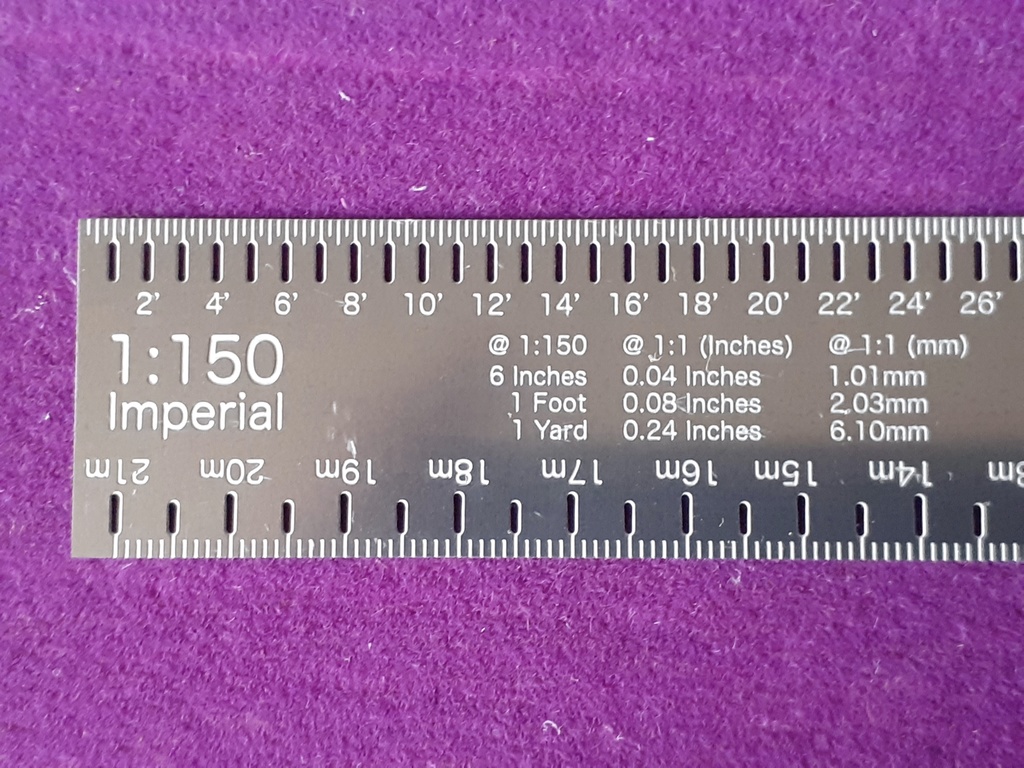 2' 4' 6' 8' 10' 12' 14' 16' 18' 20' 22' 24' 26'
1:150
Imperial
@ 1:150 @ 1:1 (Inches) @ 1:1 (mm)
6 Inches 0.04 Inches 1.01mm
1 Foot 0.08 Inches 2.03mm
1 Yard 0.24 Inches 6.10mm
14m 15m 16m 17m 18m 19m 20m 21m